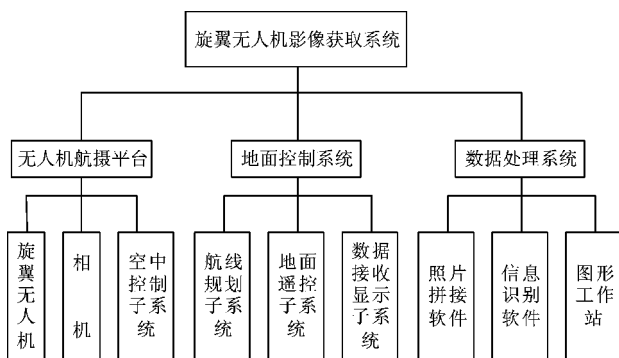 旋翼无人机影像获取系统
无人机航摄平台
地面控制系统
数据处理系统
旋翼无人机
相机
空中
控制
子系统
航线
规划
子系统
地面
遥控
子系统
数据
接收
显示
子系统
照片
拼接
软件
信息
识别
软件
图形
工作
站